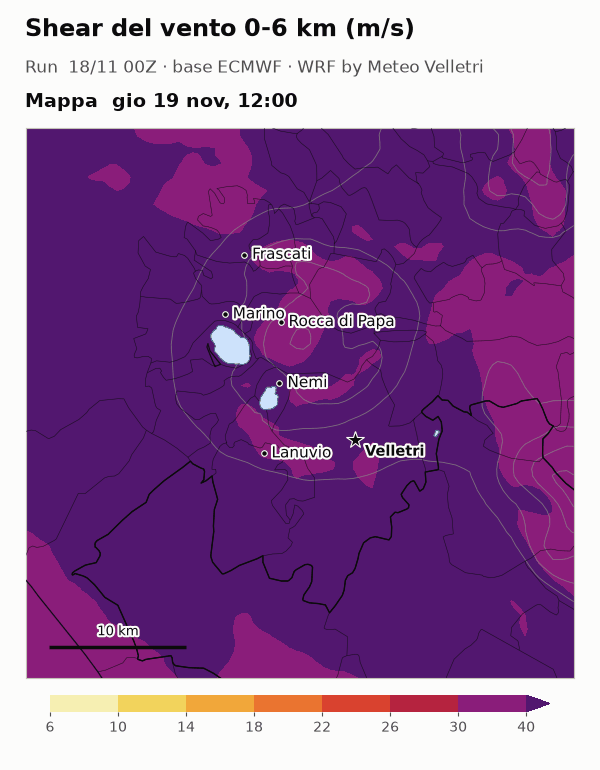 Shear del vento 0-6 km (m/s)
Run  18/11 00Z · base ECMWF · WRF by Meteo Velletri
Mappa  gio 19 nov, 12:00
Frascati
Marino
Rocca di Papa
Nemi
Velletri
Lanuvio
10 km
6 10 14 18 22 26 30 40